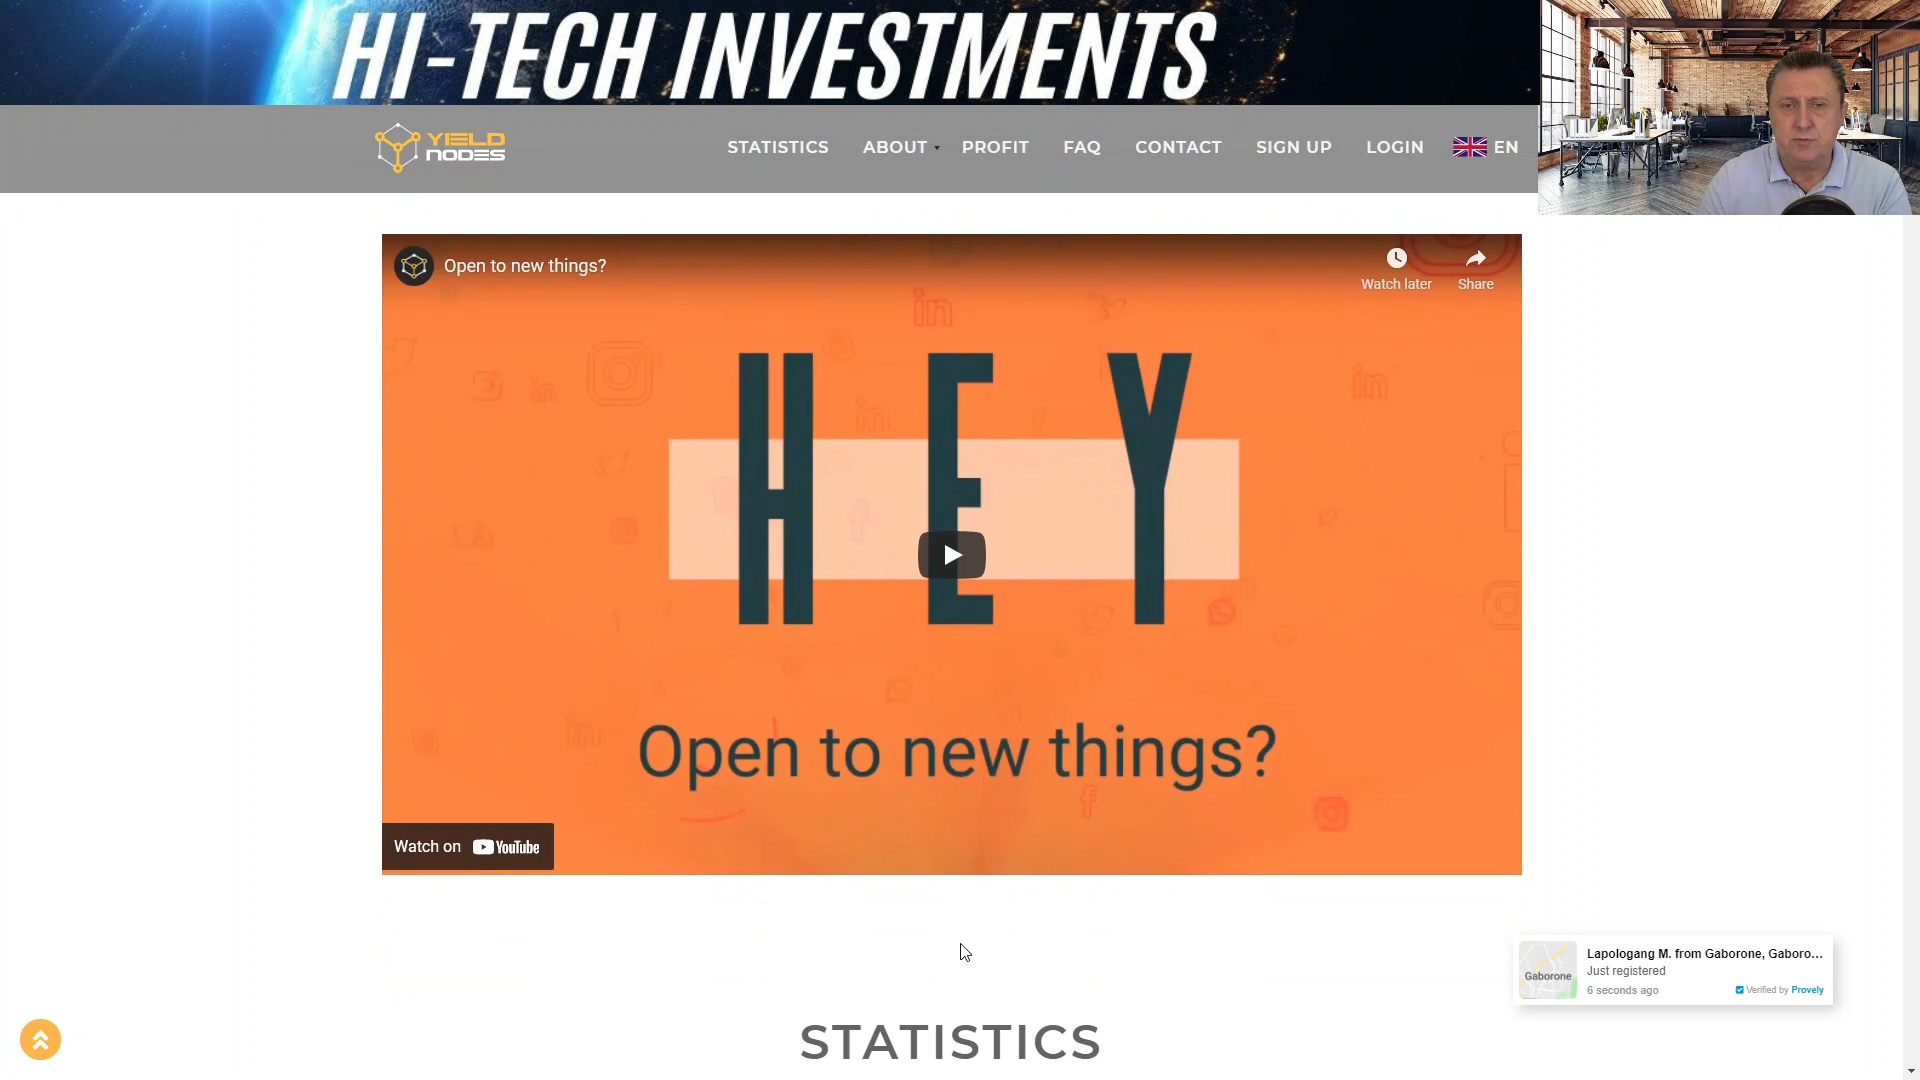 HI-TECH INVESTMENTS
YIELD
NODES
STATISTICS
ABOUT
PROFIT
FAQ
CONTACT
SIGN UP
LOGIN
EN
Open to new things?
Watch later
Share
HEY
Open to new things?
Watch on YouTube
Gaborone
Lapologang M. from Gaborone, Gaboro...
Just registered
6 seconds ago
Verified by Provely
STATISTICS